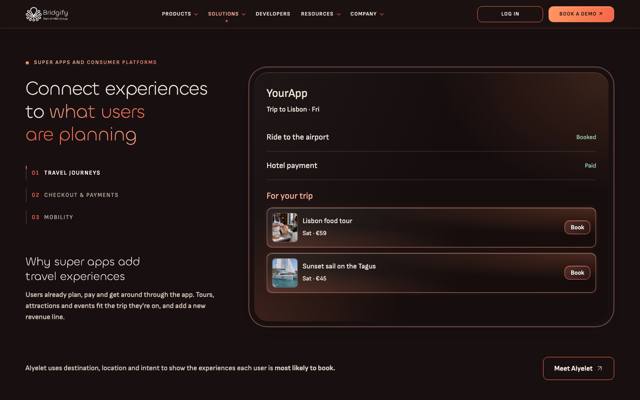 Bridgify
PRODUCTS
SOLUTIONS
DEVELOPERS
RESOURCES
COMPANY
LOG IN
BOOK A DEMO ↗
SUPER APPS AND CONSUMER PLATFORMS
Connect experiences
to what users
are planning
01 TRAVEL JOURNEYS
02 CHECKOUT & PAYMENTS
03 MOBILITY
Why super apps add
travel experiences
Users already plan, pay and get around through the app. Tours,
attractions and events fit the trip they're on, and add a new
revenue line.
YourApp
Trip to Lisbon · Fri
Ride to the airport
Booked
Hotel payment
Paid
For your trip
Lisbon food tour
Sat · €59
Book
Sunset sail on the Tagus
Sat · €45
Book
Alyelet uses destination, location and intent to show the experiences each user is most likely to book.
Meet Alyelet ↗